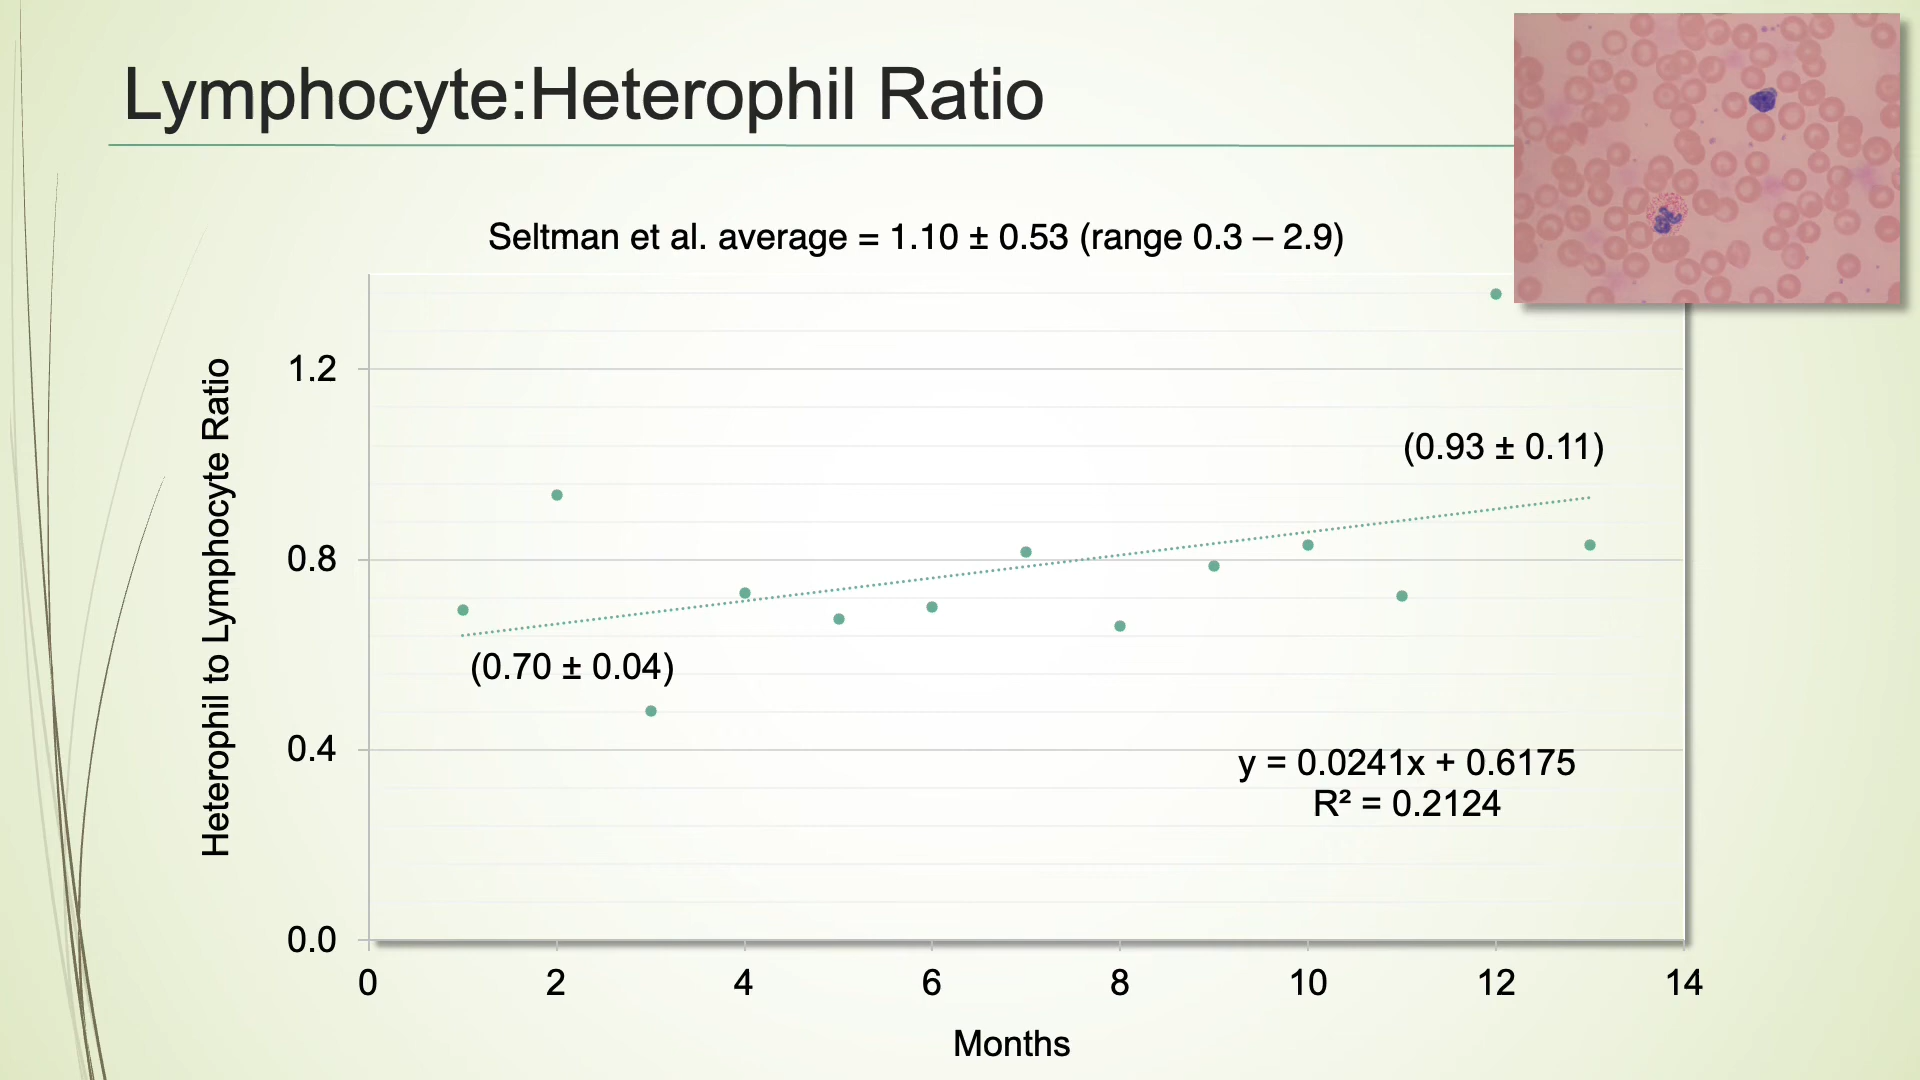 Lymphocyte:Heterophil Ratio
Seltman et al. average = 1.10 ± 0.53 (range 0.3 – 2.9)
Heterophil to Lymphocyte Ratio
1.2
0.8
0.4
0.0
(0.93 ± 0.11)
(0.70 ± 0.04)
y = 0.0241x + 0.6175
R² = 0.2124
0 2 4 6 8 10 12 14
Months